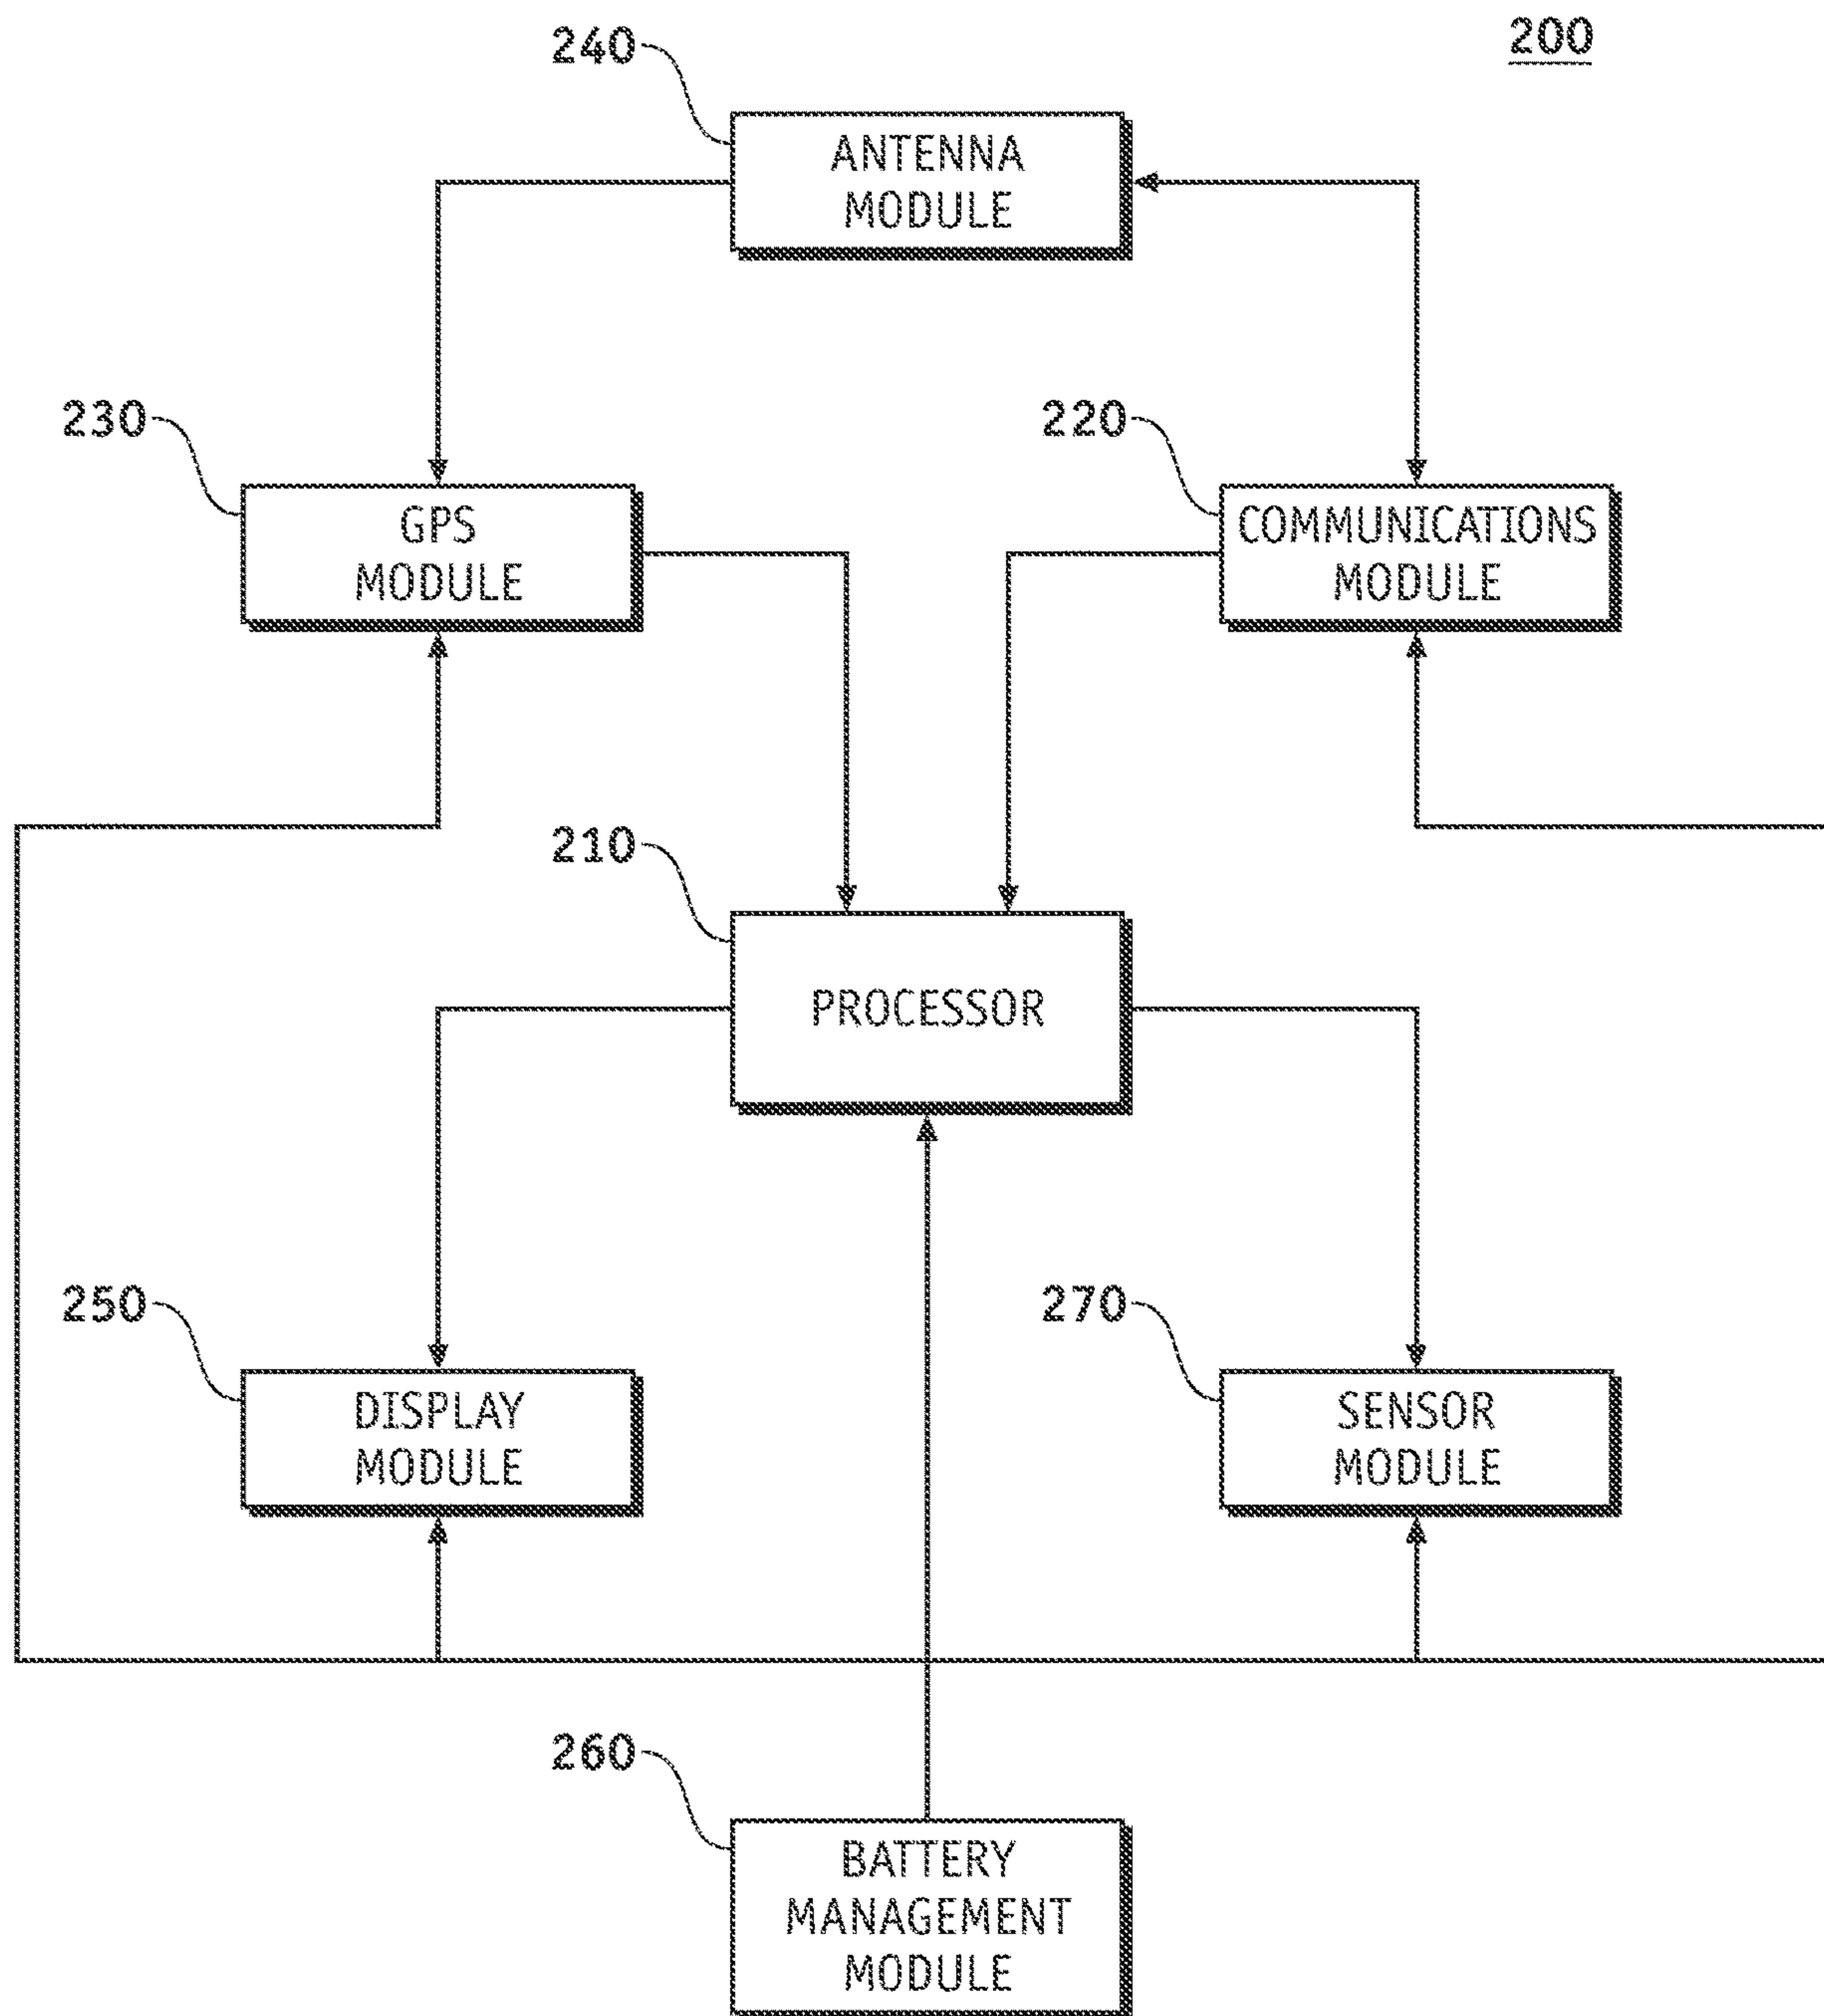 200
240
ANTENNA
MODULE
230
GPS
MODULE
220
COMMUNICATIONS
MODULE
210
PROCESSOR
250
DISPLAY
MODULE
270
SENSOR
MODULE
260
BATTERY
MANAGEMENT
MODULE